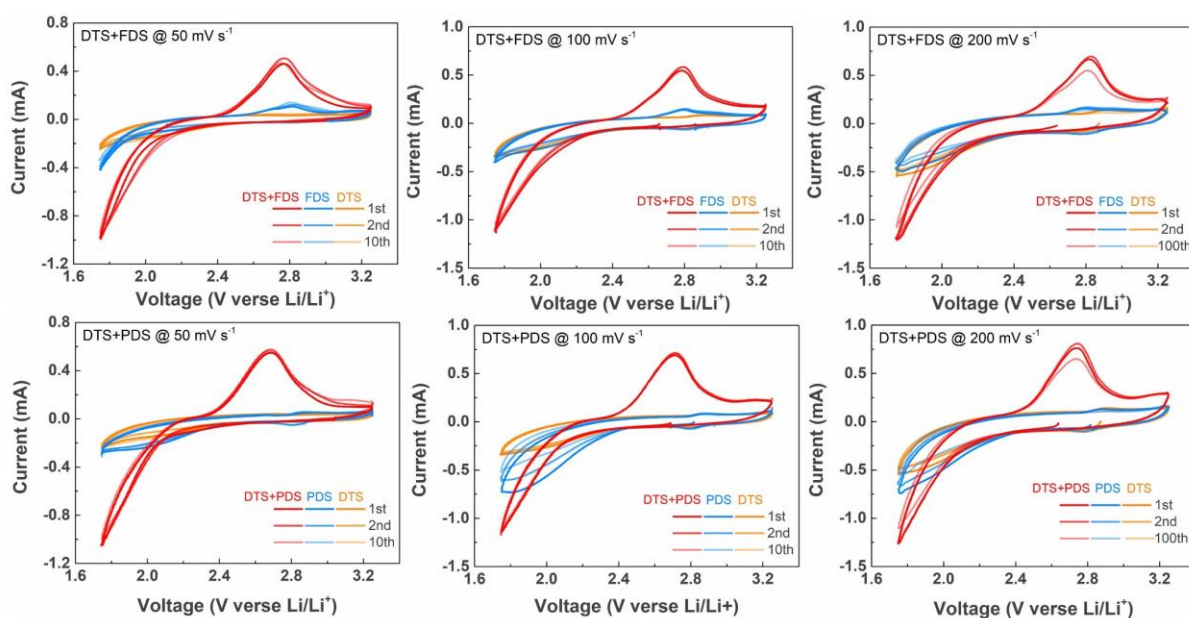 DTS+FDS @ 50 mV s⁻¹
0.8
0.4
0.0
-0.4
-0.8
-1.2
Current (mA)
DTS+FDS FDS DTS
1st
2nd
10th
1.6 2.0 2.4 2.8 3.2
Voltage (V verse Li/Li⁺)
DTS+FDS @ 100 mV s⁻¹
1.0
0.5
0.0
-0.5
-1.0
-1.5
Current (mA)
DTS+FDS FDS DTS
1st
2nd
10th
1.6 2.0 2.4 2.8 3.2
Voltage (V verse Li/Li⁺)
DTS+FDS @ 200 mV s⁻¹
1.0
0.5
0.0
-0.5
-1.0
-1.5
Current (mA)
DTS+FDS FDS DTS
1st
2nd
100th
1.6 2.0 2.4 2.8 3.2
Voltage (V verse Li/Li⁺)
DTS+PDS @ 50 mV s⁻¹
0.8
0.4
0.0
-0.4
-0.8
-1.2
Current (mA)
DTS+PDS PDS DTS
1st
2nd
10th
1.6 2.0 2.4 2.8 3.2
Voltage (V verse Li/Li⁺)
DTS+PDS @ 100 mV s⁻¹
1.0
0.5
0.0
-0.5
-1.0
-1.5
Current (mA)
DTS+PDS PDS DTS
1st
2nd
10th
1.6 2.0 2.4 2.8 3.2
Voltage (V verse Li/Li+)
DTS+PDS @ 200 mV s⁻¹
1.0
0.5
0.0
-0.5
-1.0
-1.5
Current (mA)
DTS+PDS PDS DTS
1st
2nd
100th
1.6 2.0 2.4 2.8 3.2
Voltage (V verse Li/Li⁺)